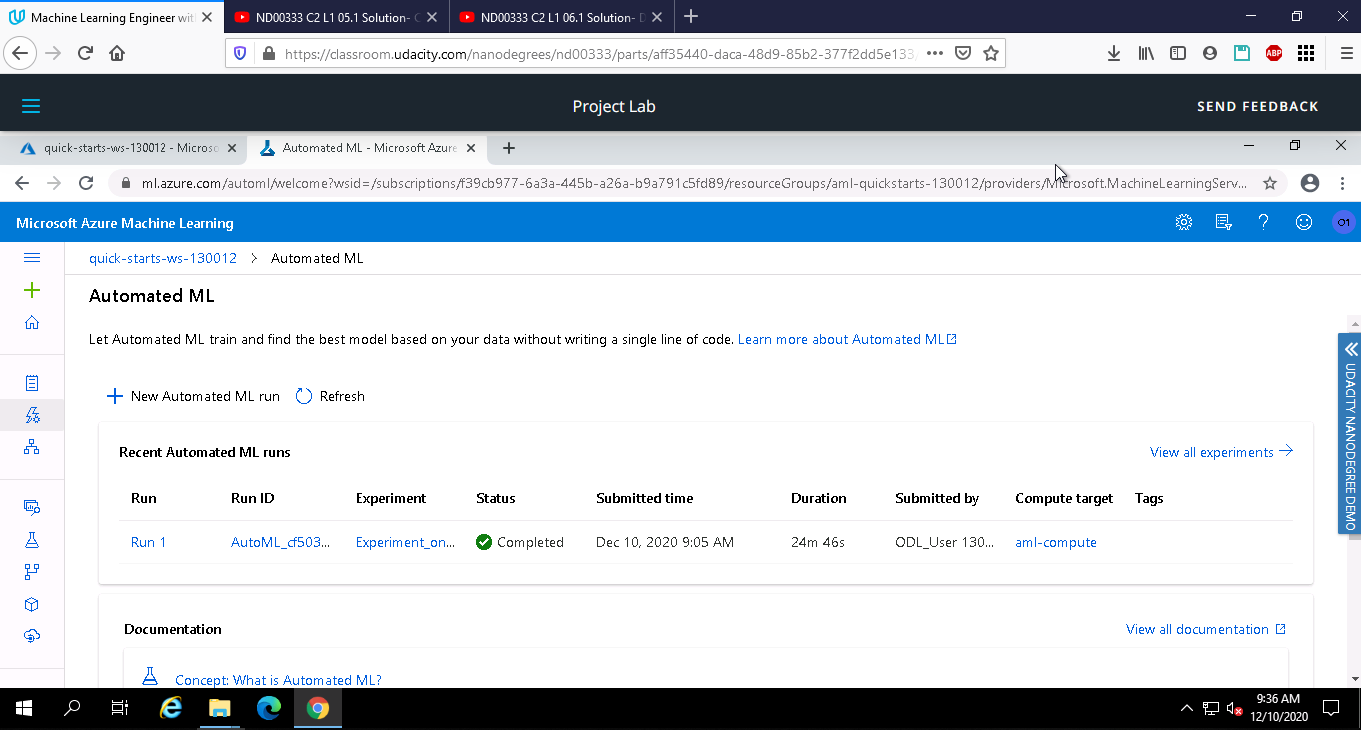 Machine Learning Engineer wit
ND00333 C2 L1 05.1 Solution- C
ND00333 C2 L1 06.1 Solution- D
https://classroom.udacity.com/nanodegrees/nd00333/parts/aff35440-daca-48d9-85b2-377f2dd5e133/
ABP
Project Lab
SEND FEEDBACK
quick-starts-ws-130012 - Microso
Automated ML - Microsoft Azure
ml.azure.com/automl/welcome?wsid=/subscriptions/f39cb977-6a3a-445b-a26a-b9a791c5fd89/resourceGroups/aml-quickstarts-130012/providers/Microsoft.MachineLearningServ...
Microsoft Azure Machine Learning
O1
quick-starts-ws-130012 > Automated ML
Automated ML
Let Automated ML train and find the best model based on your data without writing a single line of code. Learn more about Automated ML
New Automated ML run
Refresh
Recent Automated ML runs
View all experiments
Run Run ID Experiment Status Submitted time Duration Submitted by Compute target Tags
Run 1 AutoML_cf503... Experiment_on... Completed Dec 10, 2020 9:05 AM 24m 46s ODL_User 130... aml-compute
Documentation
View all documentation
Concept: What is Automated ML?
UDACITY NANODEGREE DEMO
9:36 AM
12/10/2020